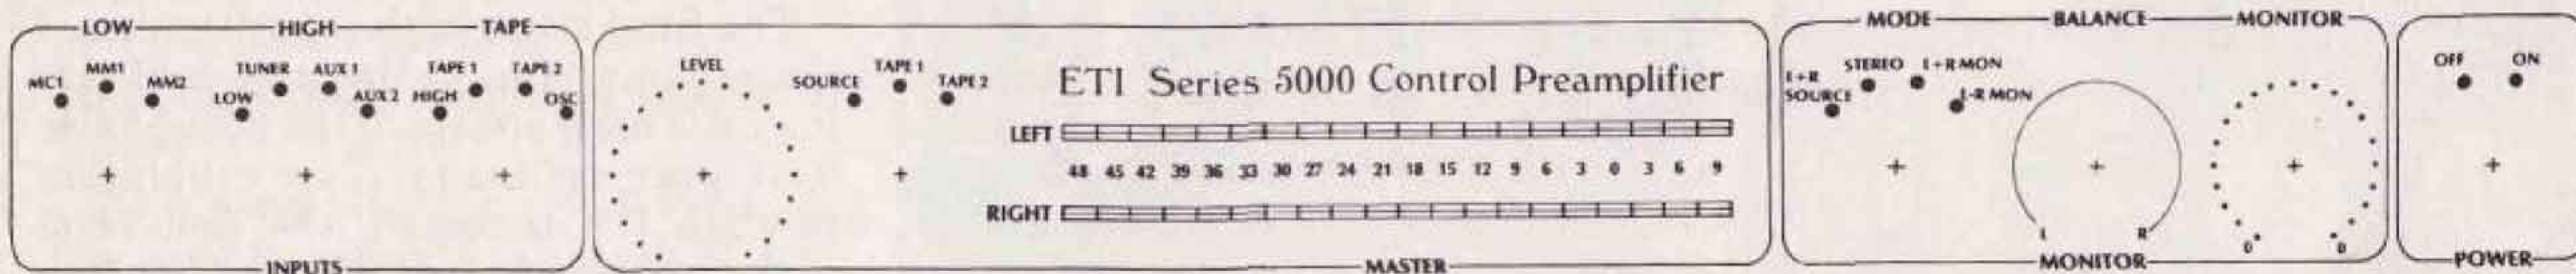 LOW HIGH TAPE
MC1 MM1 MM2
LOW TUNER AUX 1 AUX 2
HIGH TAPE 1 TAPE 2 OSC
INPUTS
LEVEL
SOURCE TAPE 1 TAPE 2
ETI Series 5000 Control Preamplifier
LEFT
48 45 42 39 36 33 30 27 24 21 18 15 12 9 6 3 0 3 6 9
RIGHT
MASTER
MODE BALANCE MONITOR
L+R SOURCE STEREO L+R MON L-R MON
L R
0 0
MONITOR
OFF ON
POWER